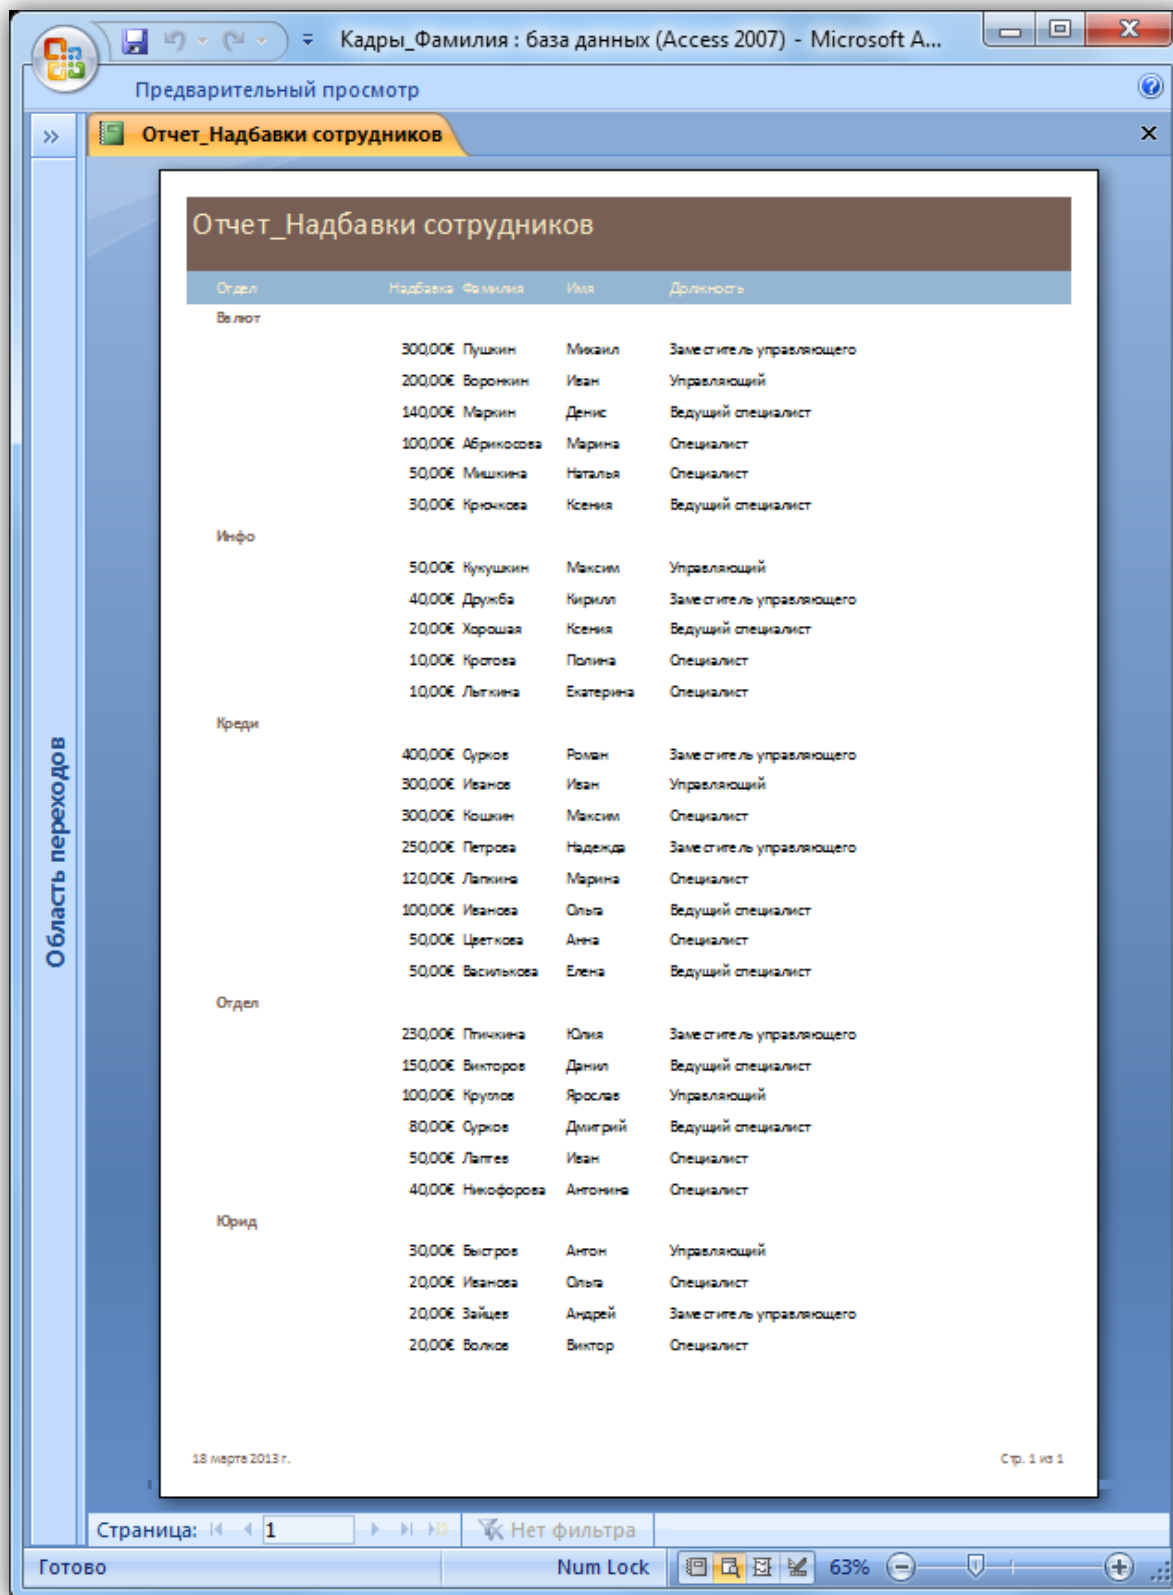 Кадры_Фамилия : база данных (Access 2007) - Microsoft A...
Предварительный просмотр
Отчет_Надбавки сотрудников
Область переходов
Отчет_Надбавки сотрудников
Отдел Надбавка Фамилия Имя Должность
Валют
300,00€ Пушкин Михаил Заместитель управляющего
200,00€ Воронкин Иван Управляющий
140,00€ Маркин Денис Ведущий специалист
100,00€ Абрикосова Марина Специалист
50,00€ Мишкина Наталья Специалист
30,00€ Крючкова Ксения Ведущий специалист
Инфо
50,00€ Кукушкин Максим Управляющий
40,00€ Дружба Кирилл Заместитель управляющего
20,00€ Хорошая Ксения Ведущий специалист
10,00€ Кротова Полина Специалист
10,00€ Лыткина Екатерина Специалист
Креди
400,00€ Сурков Роман Заместитель управляющего
300,00€ Иванов Иван Управляющий
300,00€ Кошкин Максим Специалист
250,00€ Петрова Надежда Заместитель управляющего
120,00€ Лапкина Марина Специалист
100,00€ Иванова Ольга Ведущий специалист
50,00€ Цветкова Анна Специалист
50,00€ Василькова Елена Ведущий специалист
Отдел
230,00€ Птичкина Юлия Заместитель управляющего
150,00€ Викторов Данил Ведущий специалист
100,00€ Круглов Ярослав Управляющий
80,00€ Сурков Дмитрий Ведущий специалист
50,00€ Лаптев Иван Специалист
40,00€ Никофорова Антонина Специалист
Юрид
30,00€ Быстров Антон Управляющий
20,00€ Иванова Ольга Специалист
20,00€ Зайцев Андрей Заместитель управляющего
20,00€ Волков Виктор Специалист
18 марта 2013 г. Стр. 1 из 1
Страница: 1 Нет фильтра
Готово Num Lock 63%